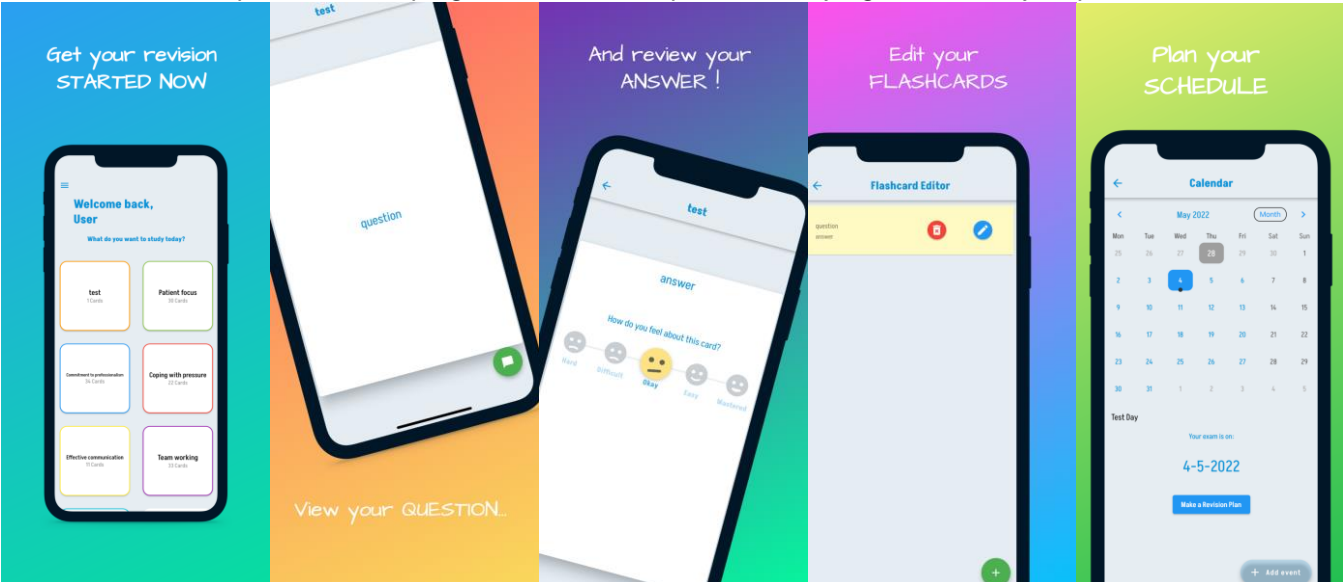 Get your revision
STARTED NOW
Welcome back,
User
What do you want to study today?
test
1 Cards
Patient focus
30 Cards
Commitment to professionalism
24 Cards
Coping with pressure
23 Cards
Effective communication
11 Cards
Team working
33 Cards
test
question
View your QUESTION...
And review your
ANSWER !
test
answer
How do you feel about this card?
Hard
Difficult
Okay
Easy
Mastered
Edit your
FLASHCARDS
Flashcard Editor
question
answer
Plan your
SCHEDULE
Calendar
May 2022
Month
Mon Tue Wed Thu Fri Sat Sun
25 26 27 28 29 30 1
2 3 4 5 6 7 8
9 10 11 12 13 14 15
16 17 18 19 20 21 22
23 24 25 26 27 28 29
30 31 1 2 3 4 5
Test Day
Your exam is on:
4-5-2022
Make a Revision Plan
+ Add event